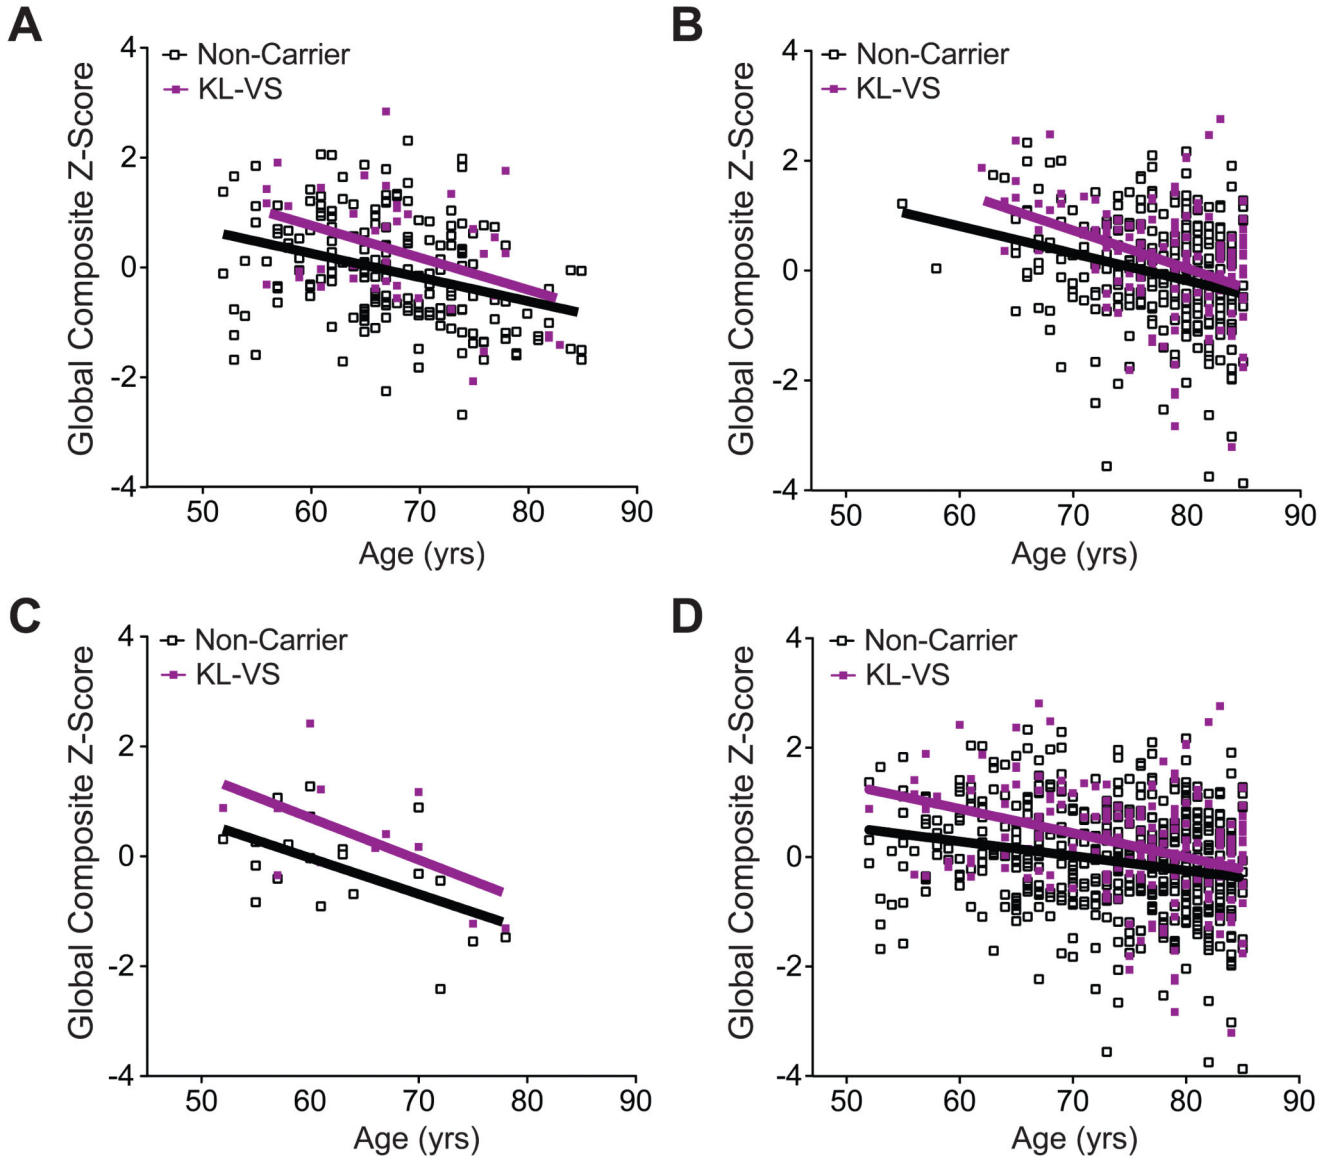 A
Non-Carrier
KL-VS
Global Composite Z-Score
4
2
0
-2
-4
50 60 70 80 90
Age (yrs)
B
Non-Carrier
KL-VS
Global Composite Z-Score
4
2
0
-2
-4
50 60 70 80 90
Age (yrs)
C
Non-Carrier
KL-VS
Global Composite Z-Score
4
2
0
-2
-4
50 60 70 80 90
Age (yrs)
D
Non-Carrier
KL-VS
Global Composite Z-Score
4
2
0
-2
-4
50 60 70 80 90
Age (yrs)